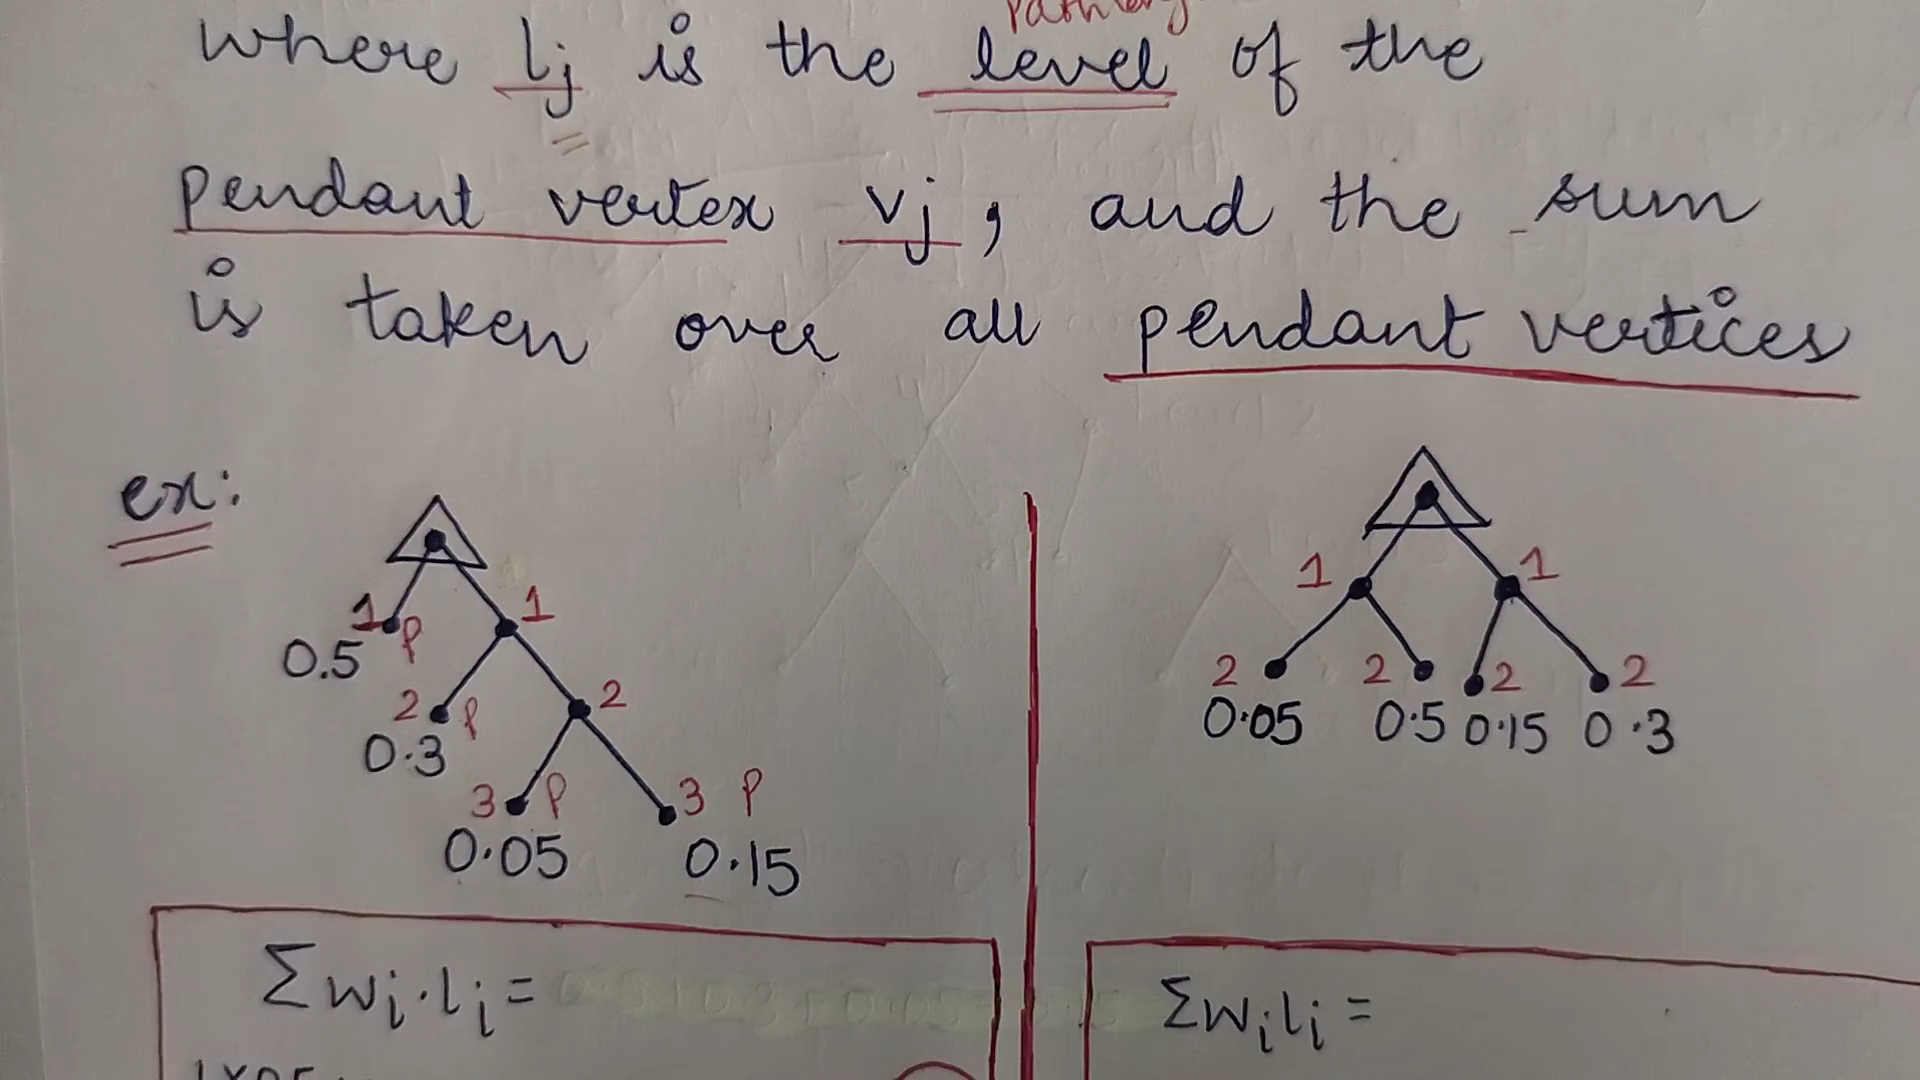 where lj is the level of the
pendant vertex vj, and the sum
is taken over all pendant vertices
ex:
1 P 1
0.5
2 P 2
0.3
3 P 3 P
0.05 0.15
1 1
2 2 2 2
0.05 0.5 0.15 0.3
Σwi.li =
Σwili =